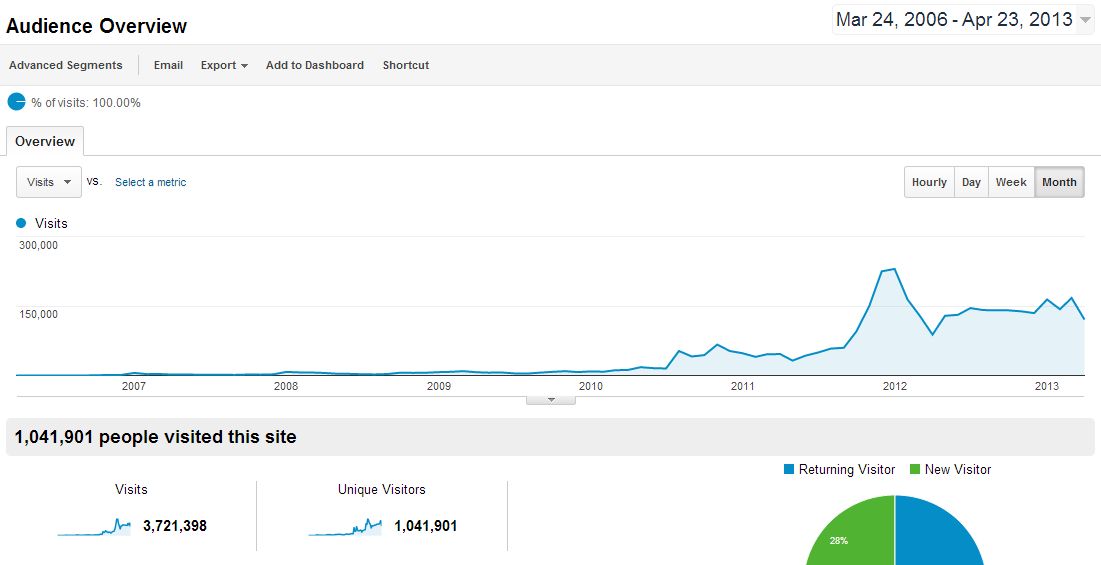 Audience Overview
Mar 24, 2006 - Apr 23, 2013
Advanced Segments Email Export Add to Dashboard Shortcut
% of visits: 100.00%
Overview
Visits vs. Select a metric
Hourly Day Week Month
Visits
300,000
150,000
2007 2008 2009 2010 2011 2012 2013
1,041,901 people visited this site
Visits
3,721,398
Unique Visitors
1,041,901
Returning Visitor New Visitor
28%